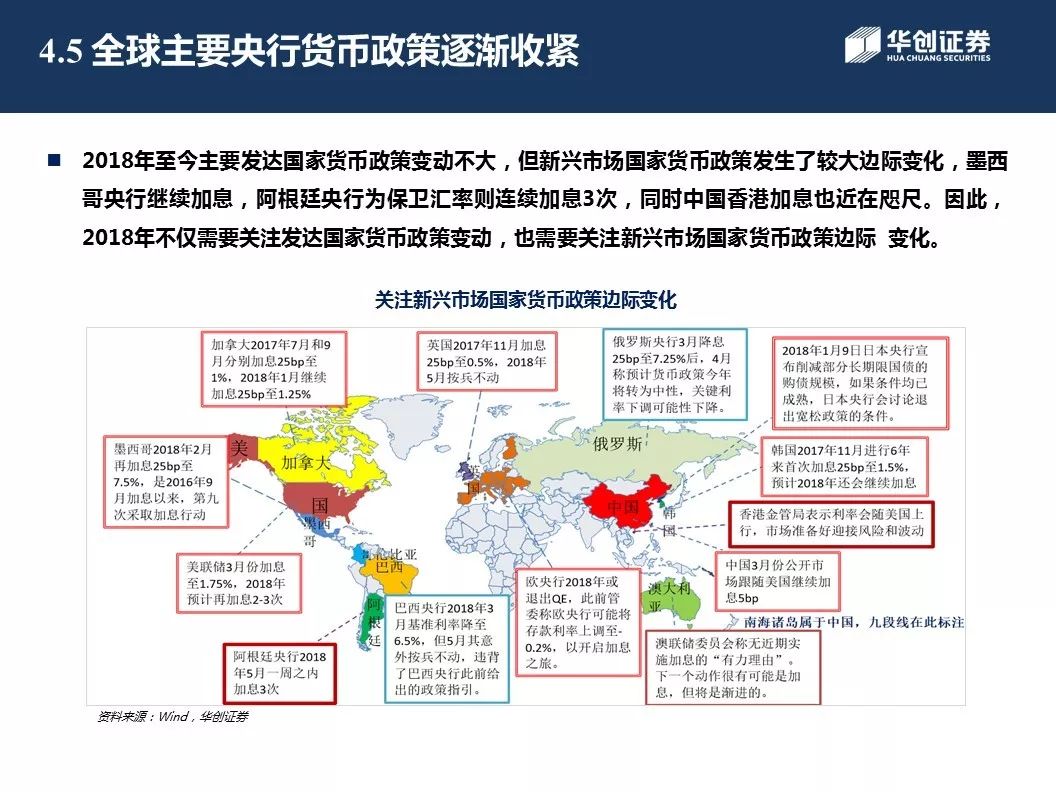 4.5 全球主要央行货币政策逐渐收紧
华创证券
HUA CHUANG SECURITIES
2018年至今主要发达国家货币政策变动不大，但新兴市场国家货币政策发生了较大边际变化，墨西
哥央行继续加息，阿根廷央行为保卫汇率则连续加息3次，同时中国香港加息也近在咫尺。因此，
2018年不仅需要关注发达国家货币政策变动，也需要关注新兴市场国家货币政策边际 变化。
关注新兴市场国家货币政策边际变化
加拿大2017年7月和9
月分别加息25bp至
1%，2018年1月继续
加息25bp至1.25%
英国2017年11月加息
25bp至0.5%，2018年
5月按兵不动
俄罗斯央行3月降息
25bp至7.25%后，4月
称预计货币政策今年
将转为中性，关键利
率下调可能性下降。
2018年1月9日日本央行宣
布削减部分长期限国债的
购债规模，如果条件均已
成熟，日本央行会讨论退
出宽松政策的条件。
墨西哥2018年2月
再加息25bp至
7.5%，是2016年9
月加息以来，第九
次采取加息行动
美
国
加拿大
英
国
俄罗斯
韩国2017年11月进行6年
来首次加息25bp至1.5%，
预计2018年还会继续加息
中国
韩
国
香港金管局表示利率会随美国上
行，市场准备好迎接风险和波动
墨西
哥
美联储3月份加息
至1.75%，2018年
预计再加息2-3次
哥伦比亚
巴西
阿
根
廷
中国3月份公开市
场跟随美国继续加
息5bp
欧央行2018年或
退出QE，此前管
委称欧央行可能将
存款利率上调至-
0.2%，以开启加息
之旅。
澳大利
亚
南海诸岛属于中国，九段线在此标注
阿根廷央行2018
年5月一周之内
加息3次
巴西央行2018年3
月基准利率降至
6.5%，但5月其意
外按兵不动，违背
了巴西央行此前给
出的政策指引。
澳联储委员会称无近期实
施加息的“有力理由”。
下一个动作很有可能是加
息，但将是渐进的。
资料来源：Wind，华创证券